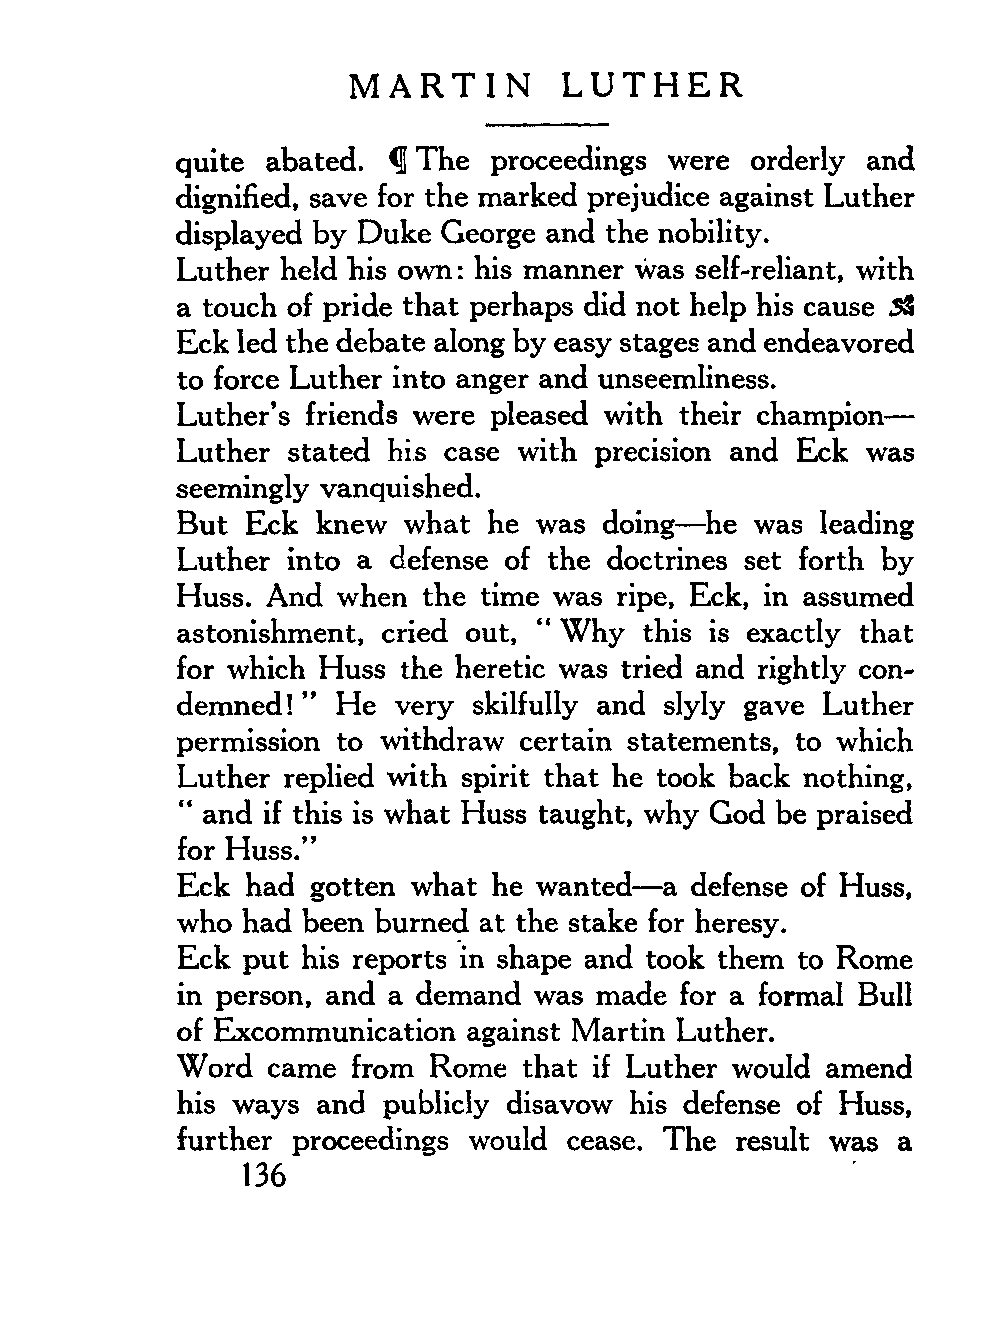 MARTIN LUTHER
quite abated. ¶ The proceedings were orderly and
dignified, save for the marked prejudice against Luther
displayed by Duke George and the nobility.
Luther held his own: his manner was self-reliant, with
a touch of pride that perhaps did not help his cause
Eck led the debate along by easy stages and endeavored
to force Luther into anger and unseemliness.
Luther's friends were pleased with their champion—
Luther stated his case with precision and Eck was
seemingly vanquished.
But Eck knew what he was doing—he was leading
Luther into a defense of the doctrines set forth by
Huss. And when the time was ripe, Eck, in assumed
astonishment, cried out, “ Why this is exactly that
for which Huss the heretic was tried and rightly con-
demned! ” He very skilfully and slyly gave Luther
permission to withdraw certain statements, to which
Luther replied with spirit that he took back nothing,
“ and if this is what Huss taught, why God be praised
for Huss.”
Eck had gotten what he wanted—a defense of Huss,
who had been burned at the stake for heresy.
Eck put his reports in shape and took them to Rome
in person, and a demand was made for a formal Bull
of Excommunication against Martin Luther.
Word came from Rome that if Luther would amend
his ways and publicly disavow his defense of Huss,
further proceedings would cease. The result was a
136